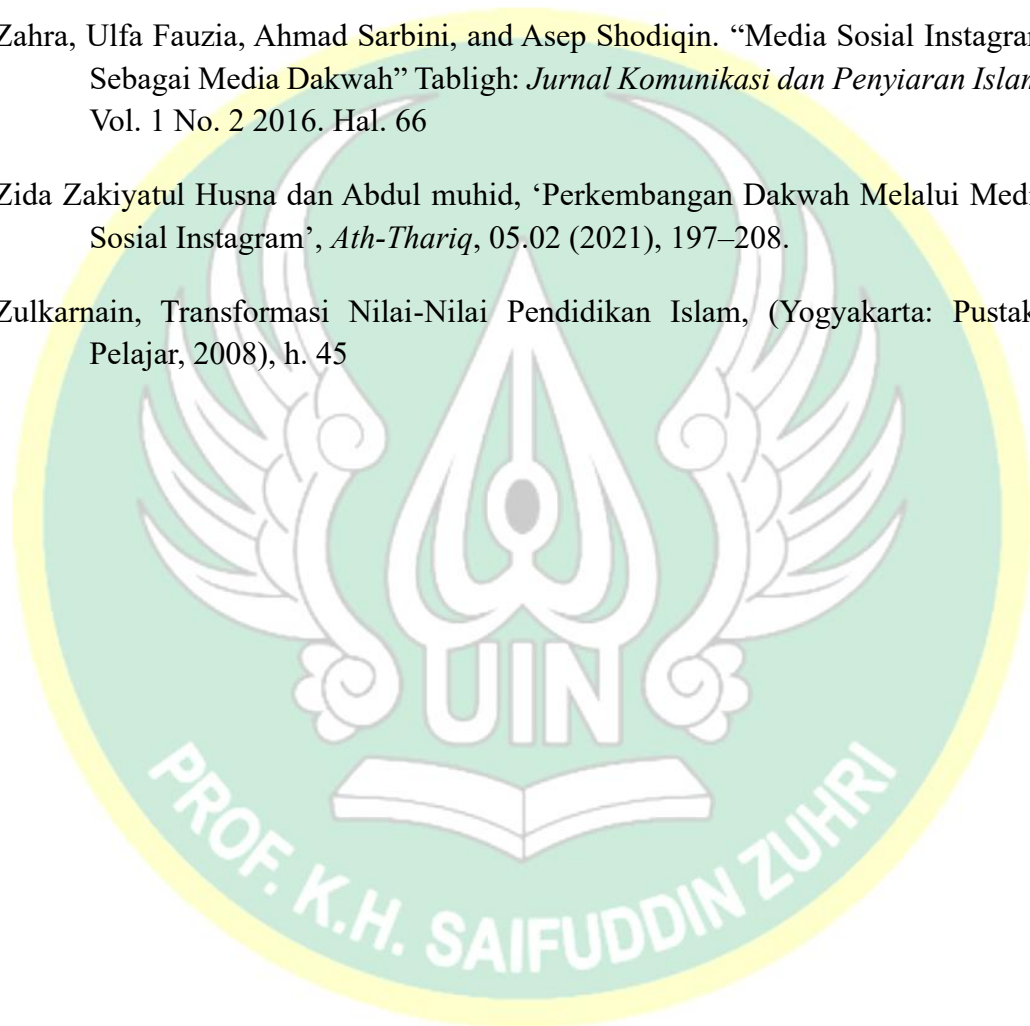 Zahra, Ulfa Fauzia, Ahmad Sarbini, and Asep Shodiqin. “Media Sosial Instagram
Sebagai Media Dakwah” Tabligh: Jurnal Komunikasi dan Penyiaran Islam
Vol. 1 No. 2 2016. Hal. 66
Zida Zakiyatul Husna dan Abdul muhid, ‘Perkembangan Dakwah Melalui Medi
Sosial Instagram’, Ath-Thariq, 05.02 (2021), 197–208.
Zulkarnain, Transformasi Nilai-Nilai Pendidikan Islam, (Yogyakarta: Pustak
Pelajar, 2008), h. 45
UIN
PROF. K.H. SAIFUDDIN ZUHRI